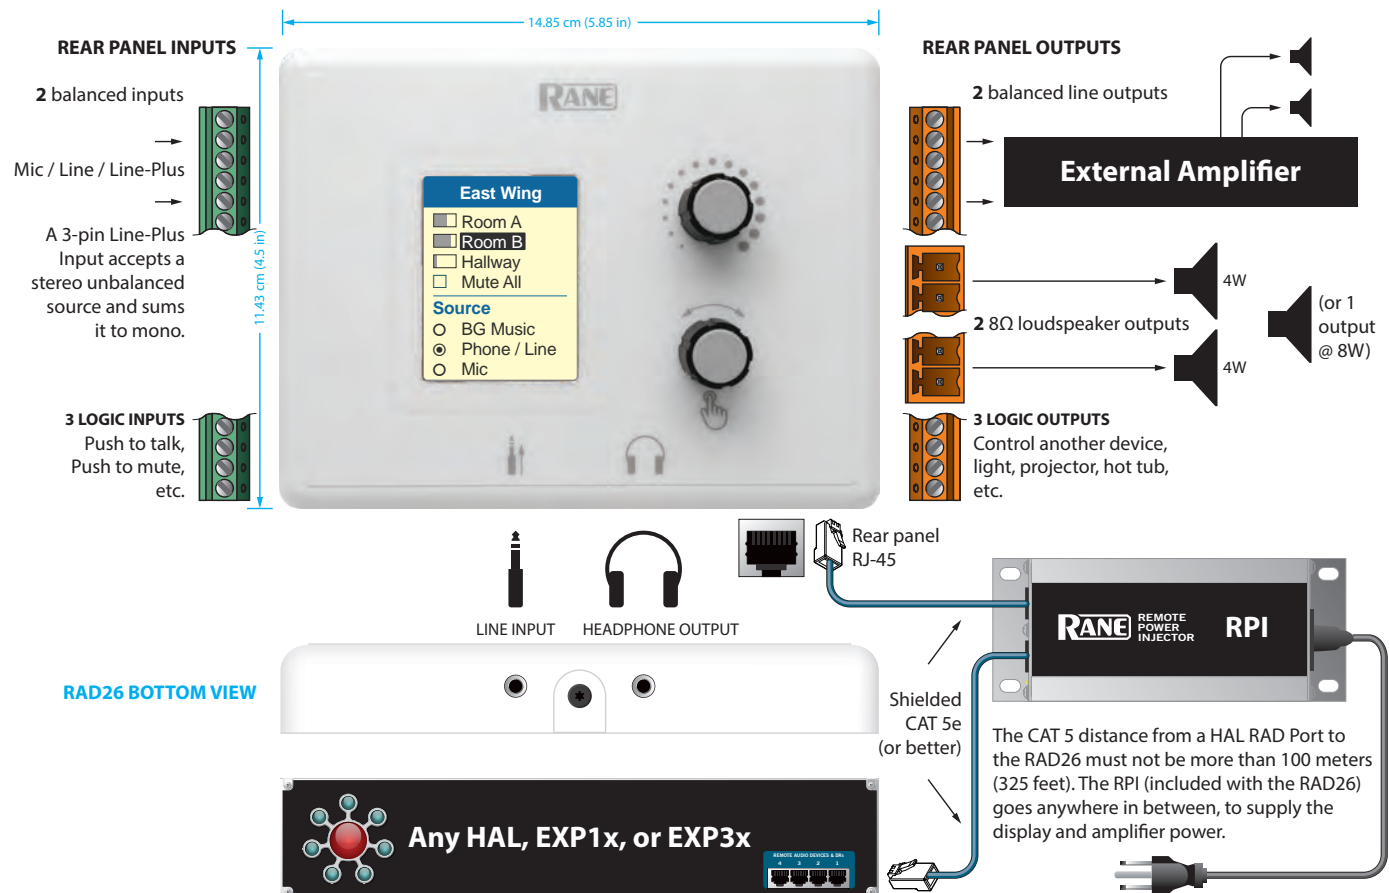 14.85 cm (5.85 in)
REAR PANEL INPUTS
2 balanced inputs
Mic / Line / Line-Plus
A 3-pin Line-Plus
Input accepts a
stereo unbalanced
source and sums
it to mono.
3 LOGIC INPUTS
Push to talk,
Push to mute,
etc.
11.43 cm (4.5 in)
RANE
East Wing
Room A
Room B
Hallway
Mute All
Source
BG Music
Phone / Line
Mic
REAR PANEL OUTPUTS
2 balanced line outputs
External Amplifier
4W
2 8Ω loudspeaker outputs
4W
(or 1
output
@ 8W)
3 LOGIC OUTPUTS
Control another device,
light, projector, hot tub,
etc.
Rear panel
RJ-45
LINE INPUT
HEADPHONE OUTPUT
RANE
REMOTE
POWER
INJECTOR
RPI
RAD26 BOTTOM VIEW
Shielded
CAT 5e
(or better)
The CAT 5 distance from a HAL RAD Port to
the RAD26 must not be more than 100 meters
(325 feet). The RPI (included with the RAD26)
goes anywhere in between, to supply the
display and amplifier power.
Any HAL, EXP1x, or EXP3x
REMOTE AUDIO DEVICES & DRs
4 3 2 1